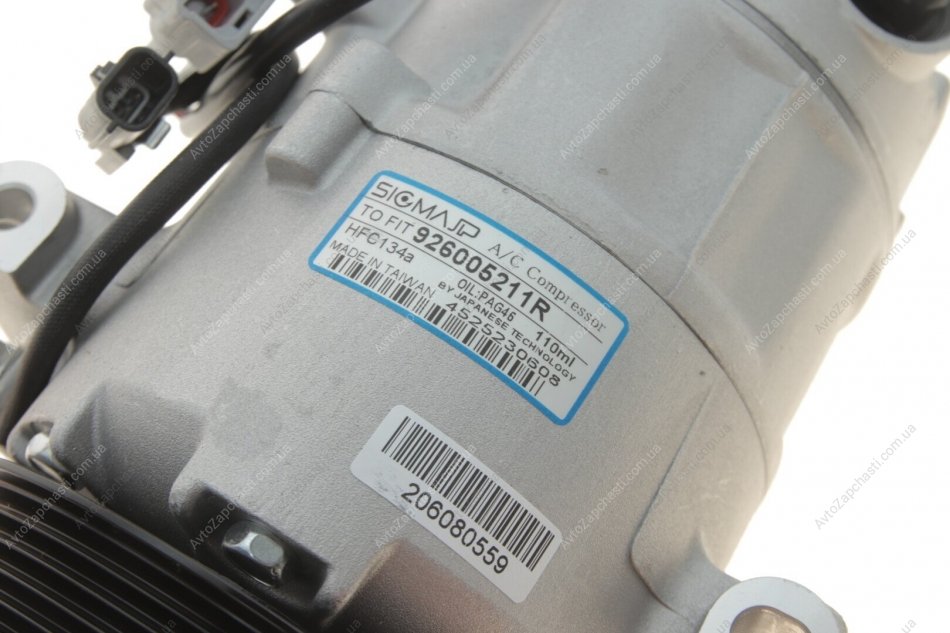 SIGMAJP A/C Compressor
TO FIT 926005211R
HFC134a OIL:PAG46 110ml
MADE IN TAIWAN BY JAPANESE TECHNOLOGY
4525230608
206080559
AvtoZapchasti.com.ua